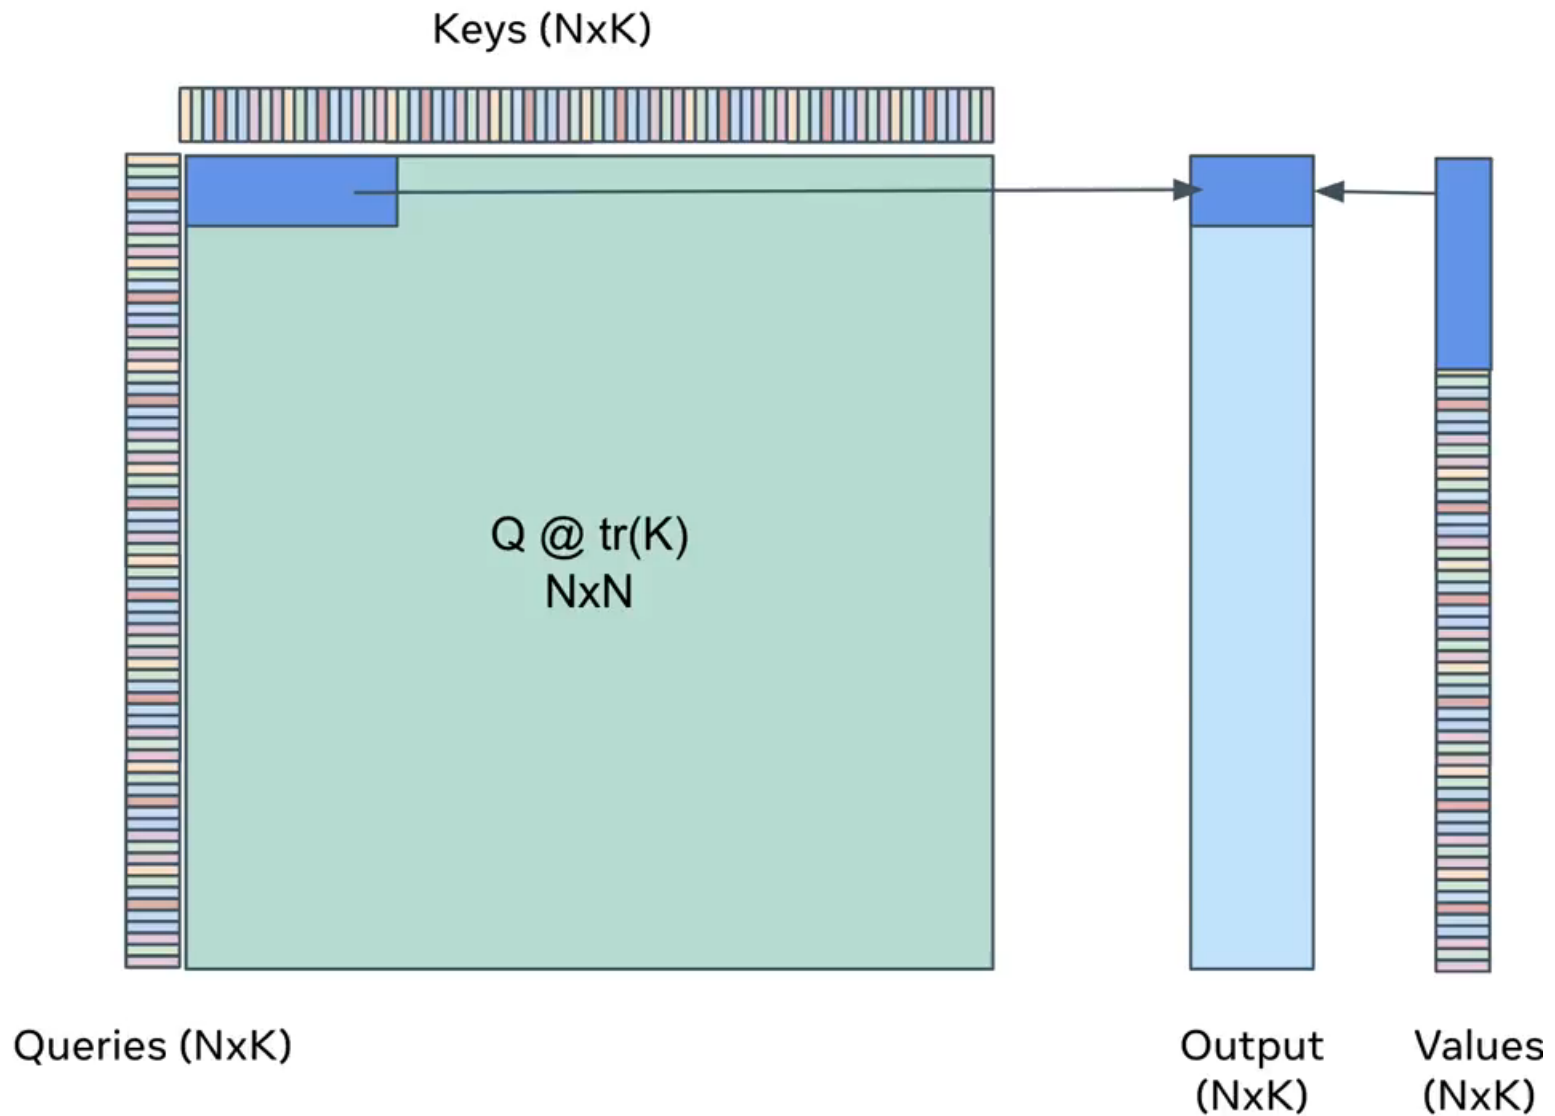 Keys (NxK)
Q @ tr(K)
NxN
Queries (NxK)
Output
(NxK)
Values
(NxK)